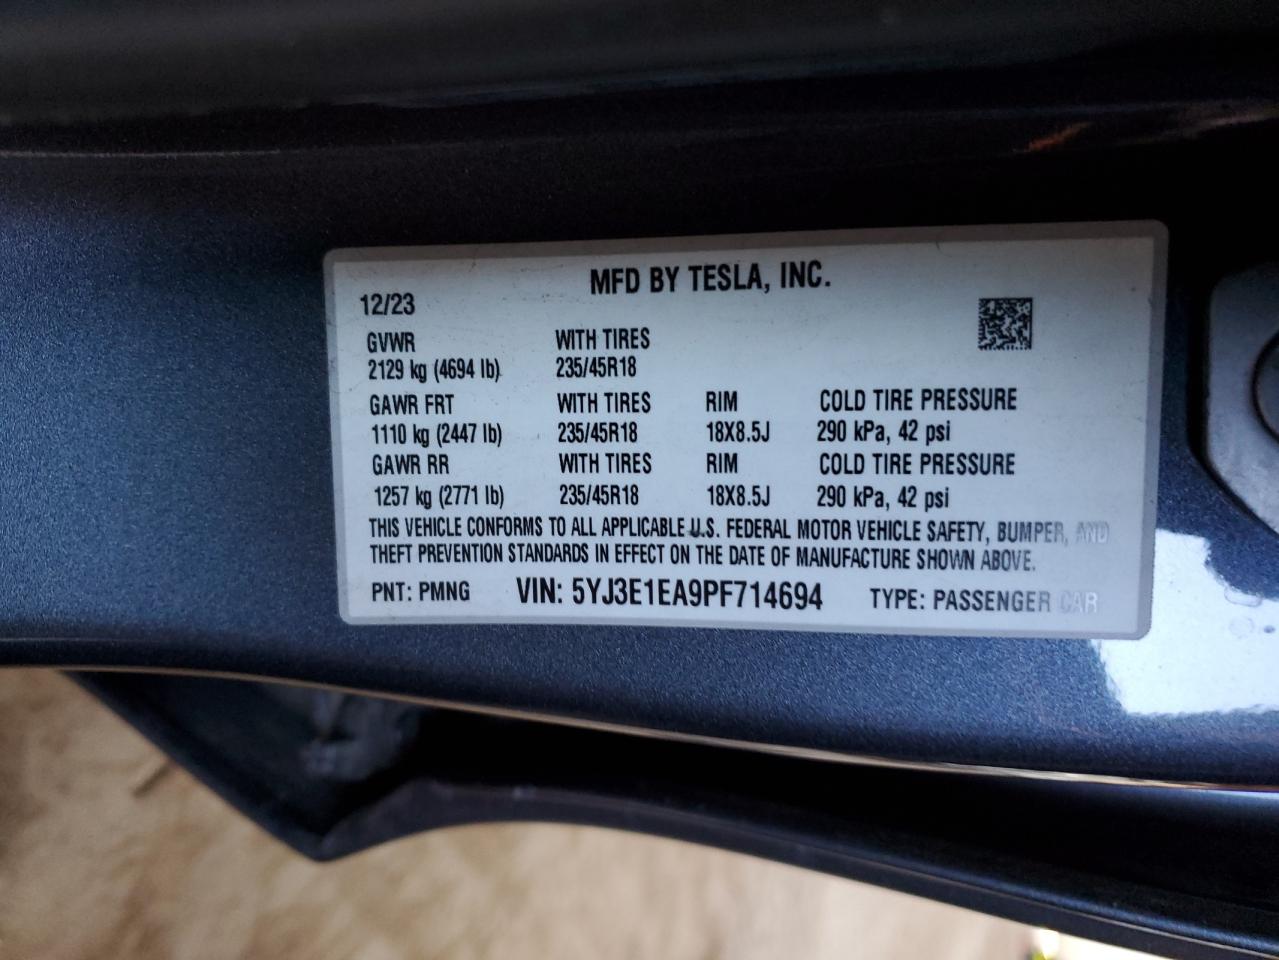 MFD BY TESLA, INC.
12/23
GVWR WITH TIRES
2129 kg (4694 lb) 235/45R18
GAWR FRT WITH TIRES RIM COLD TIRE PRESSURE
1110 kg (2447 lb) 235/45R18 18X8.5J 290 kPa, 42 psi
GAWR RR WITH TIRES RIM COLD TIRE PRESSURE
1257 kg (2771 lb) 235/45R18 18X8.5J 290 kPa, 42 psi
THIS VEHICLE CONFORMS TO ALL APPLICABLE U.S. FEDERAL MOTOR VEHICLE SAFETY, BUMPER, AND
THEFT PREVENTION STANDARDS IN EFFECT ON THE DATE OF MANUFACTURE SHOWN ABOVE.
PNT: PMNG VIN: 5YJ3E1EA9PF714694 TYPE: PASSENGER CAR